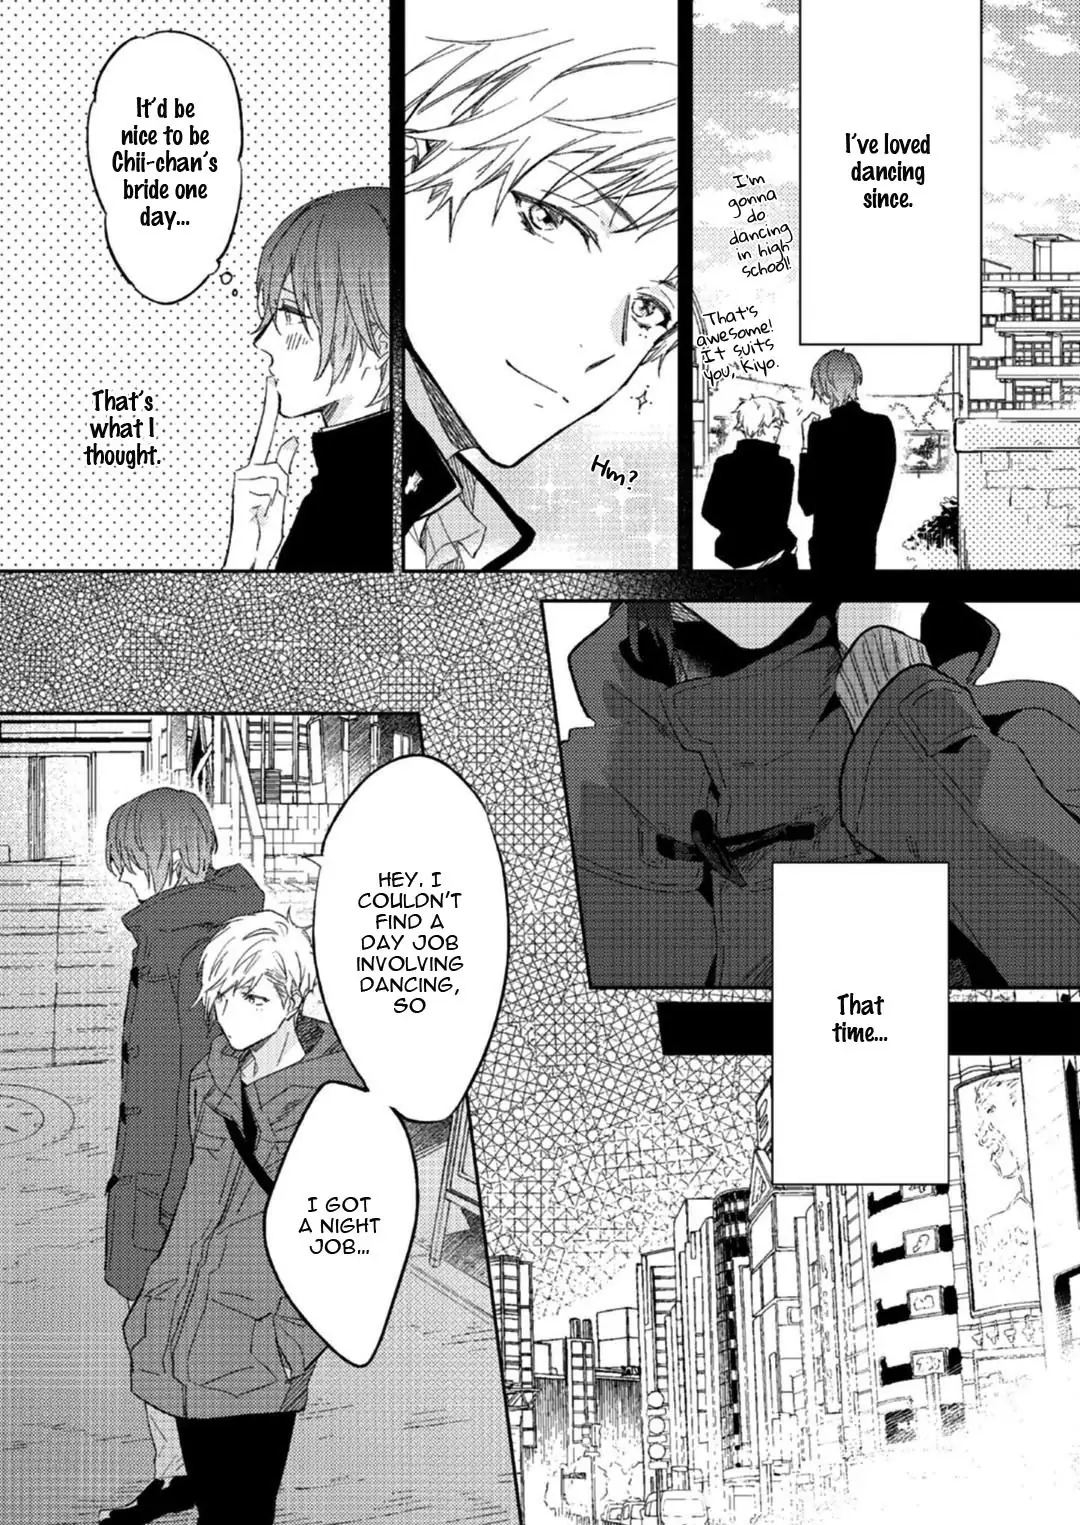 I've loved
dancing
since.
I'm
gonna
do
dancing
in high
school!
That's
awesome!
It suits
you, Kiyo.
Hm?
It'd be
nice to be
Chii-chan's
bride one
day...
That's
what I
thought.
That
time...
HEY, I
COULDN'T
FIND A
DAY JOB
INVOLVING
DANCING,
SO
I GOT
A NIGHT
JOB...